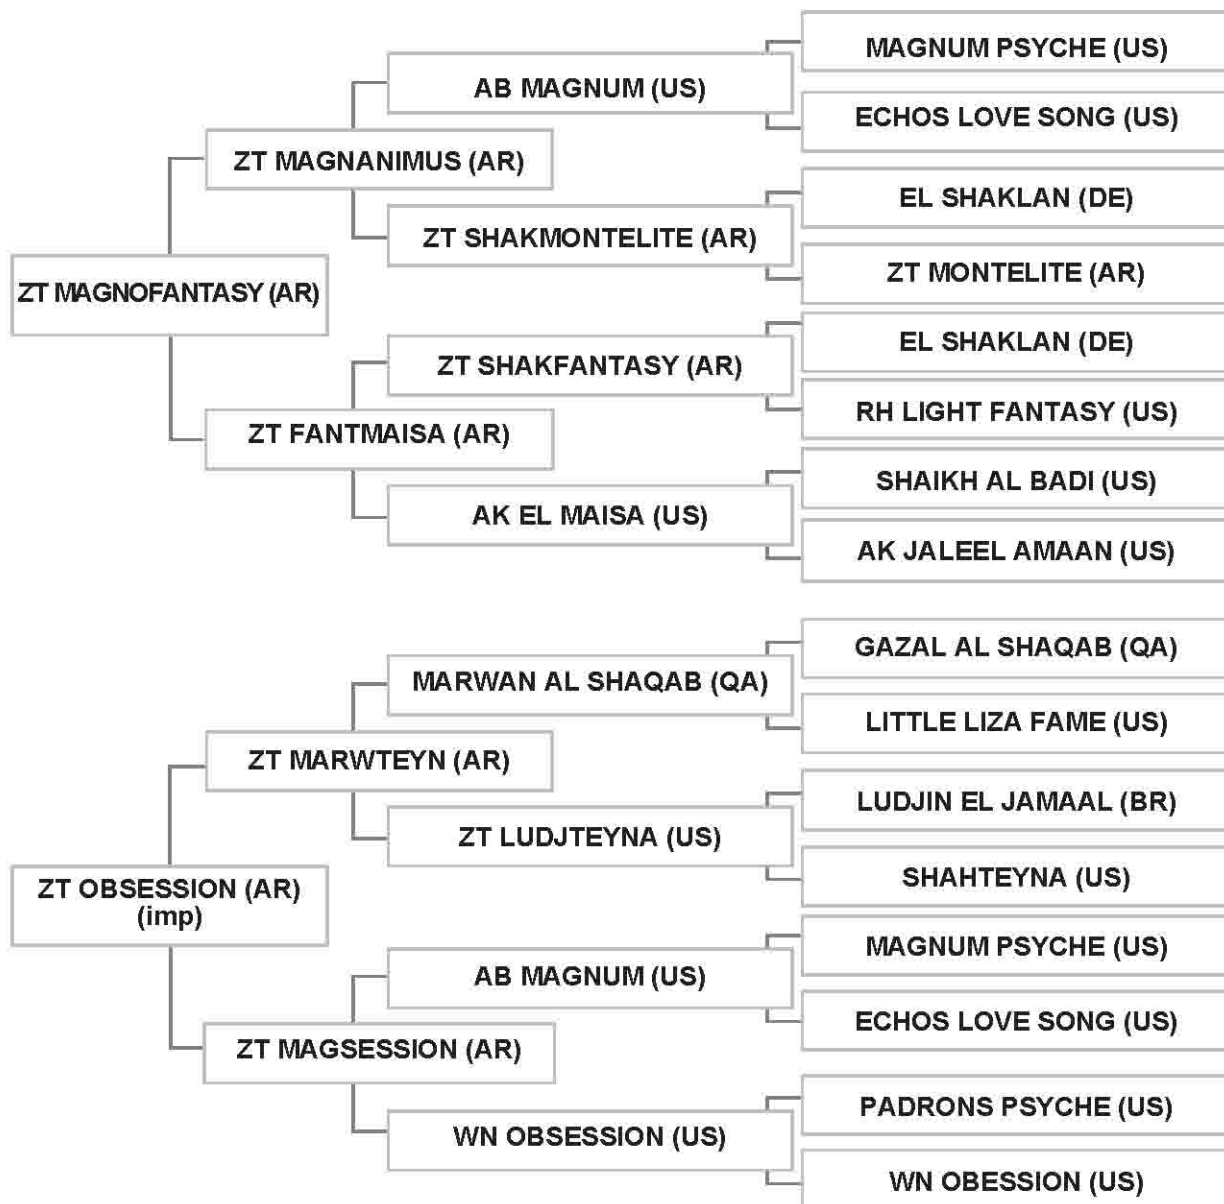 MAGNUM PSYCHE (US)
AB MAGNUM (US)
ECHOS LOVE SONG (US)
ZT MAGNANIMUS (AR)
EL SHAKLAN (DE)
ZT SHAKMONTELITE (AR)
ZT MONTELITE (AR)
ZT MAGNOFANTASY (AR)
EL SHAKLAN (DE)
ZT SHAKFANTASY (AR)
RH LIGHT FANTASY (US)
ZT FANTMAISA (AR)
SHAIKH AL BADI (US)
AK EL MAISA (US)
AK JALEEL AMAAN (US)
GAZAL AL SHAQAB (QA)
MARWAN AL SHAQAB (QA)
LITTLE LIZA FAME (US)
ZT MARWTEYN (AR)
LUDJIN EL JAMAAL (BR)
ZT LUDJTEYNA (US)
SHAHTEYNA (US)
ZT OBSESSION (AR)
(imp)
MAGNUM PSYCHE (US)
AB MAGNUM (US)
ECHOS LOVE SONG (US)
ZT MAGSESSION (AR)
PADRONS PSYCHE (US)
WN OBSESSION (US)
WN OBESSION (US)